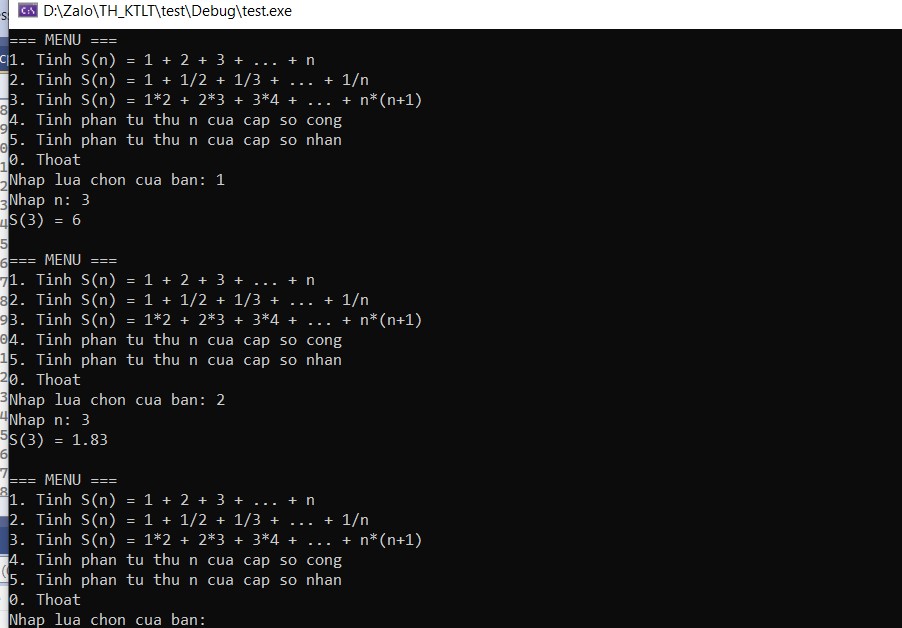 D:\Zalo\TH_KTLT\test\Debug\test.exe
=== MENU ===
1. Tinh S(n) = 1 + 2 + 3 + ... + n
2. Tinh S(n) = 1 + 1/2 + 1/3 + ... + 1/n
3. Tinh S(n) = 1*2 + 2*3 + 3*4 + ... + n*(n+1)
4. Tinh phan tu thu n cua cap so cong
5. Tinh phan tu thu n cua cap so nhan
0. Thoat
Nhap lua chon cua ban: 1
Nhap n: 3
S(3) = 6
=== MENU ===
1. Tinh S(n) = 1 + 2 + 3 + ... + n
2. Tinh S(n) = 1 + 1/2 + 1/3 + ... + 1/n
3. Tinh S(n) = 1*2 + 2*3 + 3*4 + ... + n*(n+1)
4. Tinh phan tu thu n cua cap so cong
5. Tinh phan tu thu n cua cap so nhan
0. Thoat
Nhap lua chon cua ban: 2
Nhap n: 3
S(3) = 1.83
=== MENU ===
1. Tinh S(n) = 1 + 2 + 3 + ... + n
2. Tinh S(n) = 1 + 1/2 + 1/3 + ... + 1/n
3. Tinh S(n) = 1*2 + 2*3 + 3*4 + ... + n*(n+1)
4. Tinh phan tu thu n cua cap so cong
5. Tinh phan tu thu n cua cap so nhan
0. Thoat
Nhap lua chon cua ban: